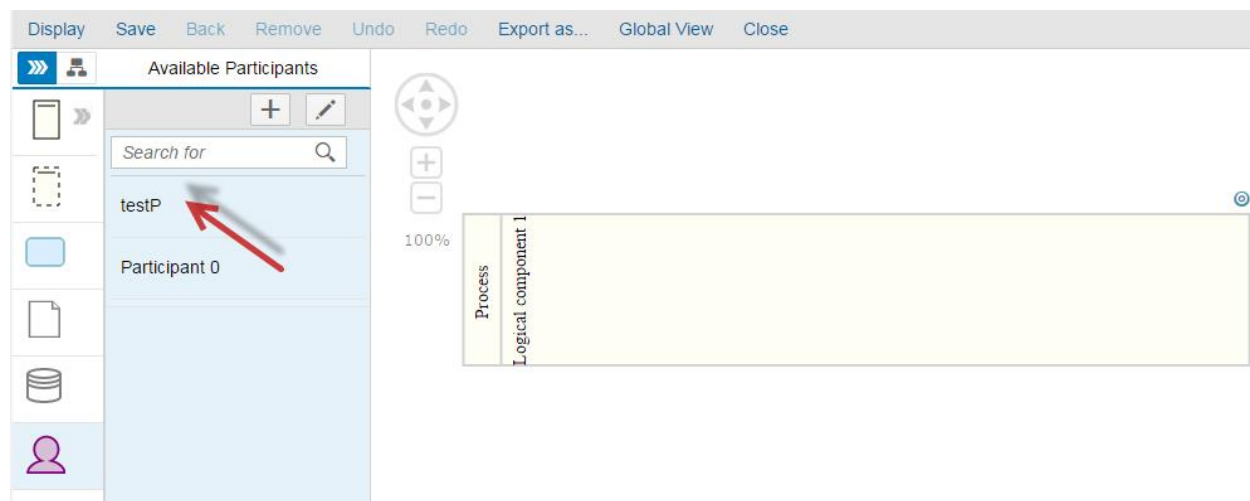 Display Save Back Remove Undo Redo Export as... Global View Close
Available Participants
Search for
testP
Participant 0
100%
Process
Logical component 1